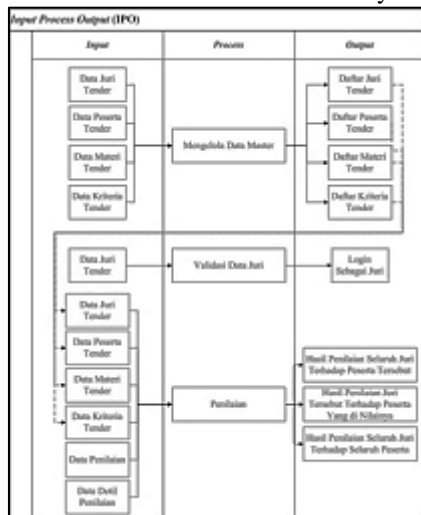 Input Process Output (IPO)
Input
Process
Output
Data Juri
Tender
Data Peserta
Tender
Data Materi
Tender
Data Kriteria
Tender
Mengelola Data Master
Daftar Juri
Tender
Daftar Peserta
Tender
Daftar Materi
Tender
Daftar Kriteria
Tender
Data Juri
Tender
Validasi Data Juri
Login
Sebagai Juri
Data Juri
Tender
Data Peserta
Tender
Data Materi
Tender
Data Kriteria
Tender
Data Penilaian
Data Detil
Penilaian
Penilaian
Hasil Penilaian Seluruh Juri
Terhadap Peserta Tersebut
Hasil Penilaian Juri
Tersebut Terhadap Peserta
Yang di Nilainya
Hasil Penilaian Seluruh Juri
Terhadap Seluruh Peserta